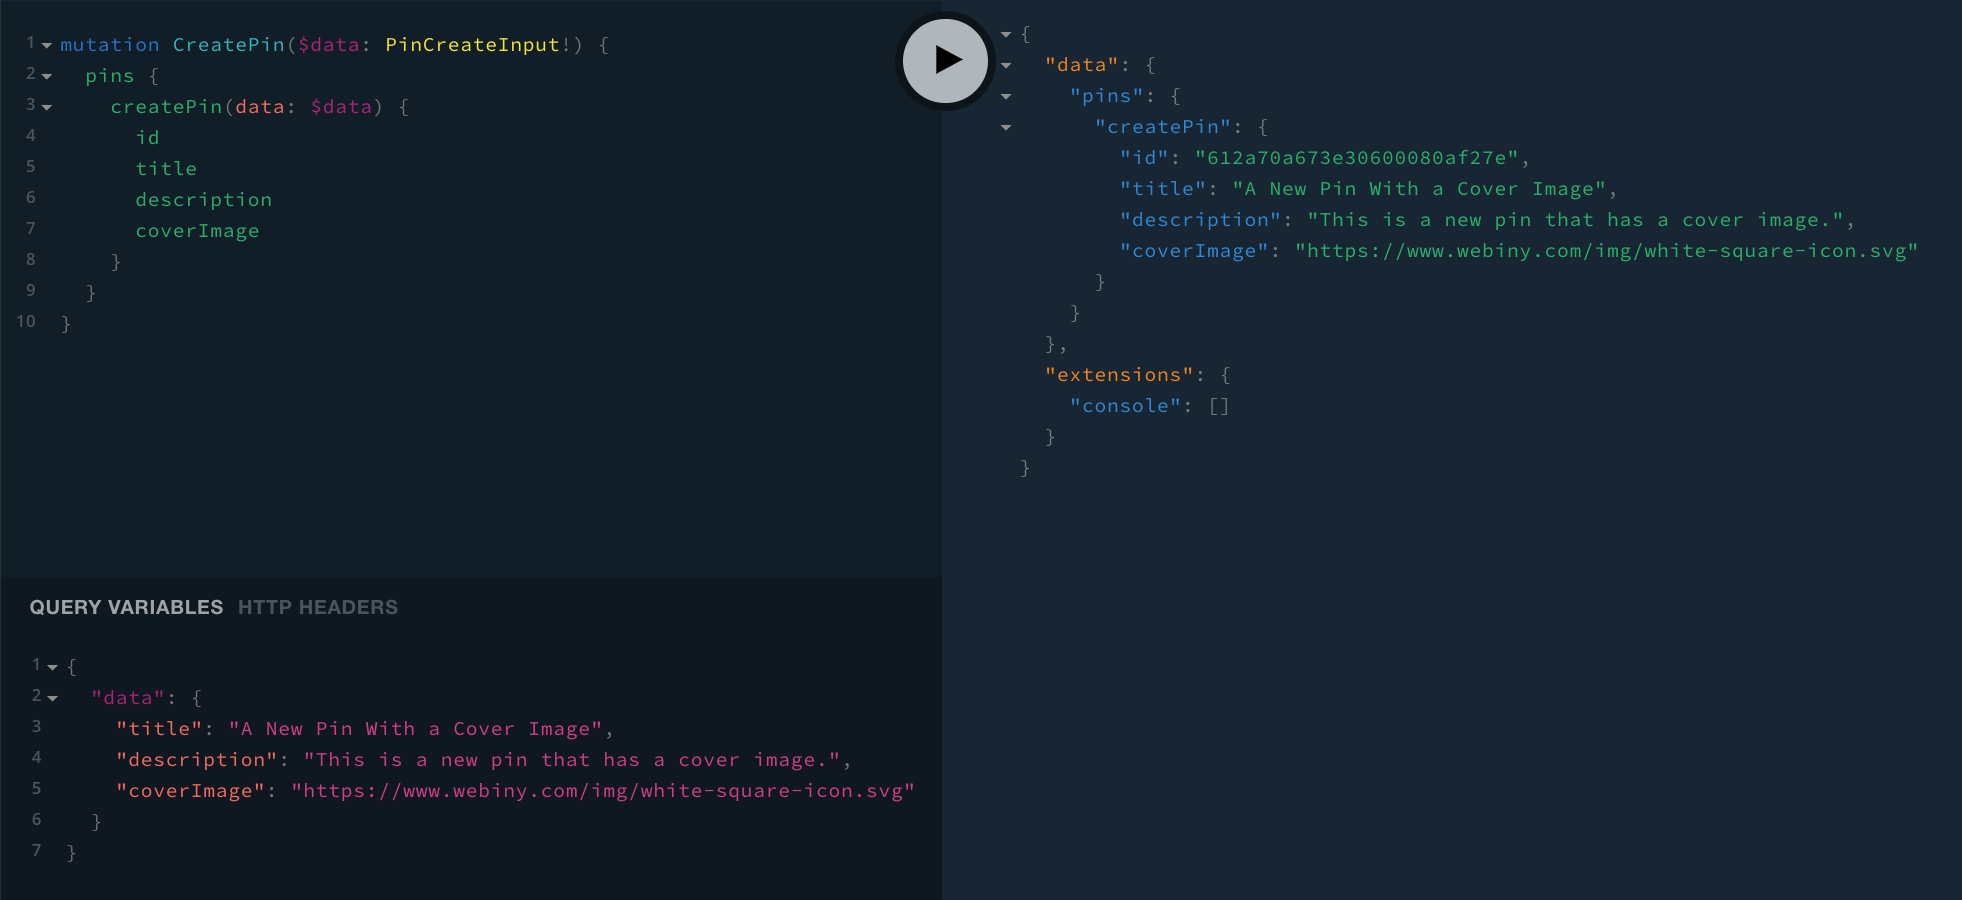 1 mutation CreatePin($data: PinCreateInput!) {
2 pins {
3 createPin(data: $data) {
4 id
5 title
6 description
7 coverImage
8 }
9 }
10 }
QUERY VARIABLES HTTP HEADERS
1 {
2 "data": {
3 "title": "A New Pin With a Cover Image",
4 "description": "This is a new pin that has a cover image.",
5 "coverImage": "https://www.webiny.com/img/white-square-icon.svg"
6 }
7 }
{
"data": {
"pins": {
"createPin": {
"id": "612a70a673e30600080af27e",
"title": "A New Pin With a Cover Image",
"description": "This is a new pin that has a cover image.",
"coverImage": "https://www.webiny.com/img/white-square-icon.svg"
}
}
},
"extensions": {
"console": []
}
}